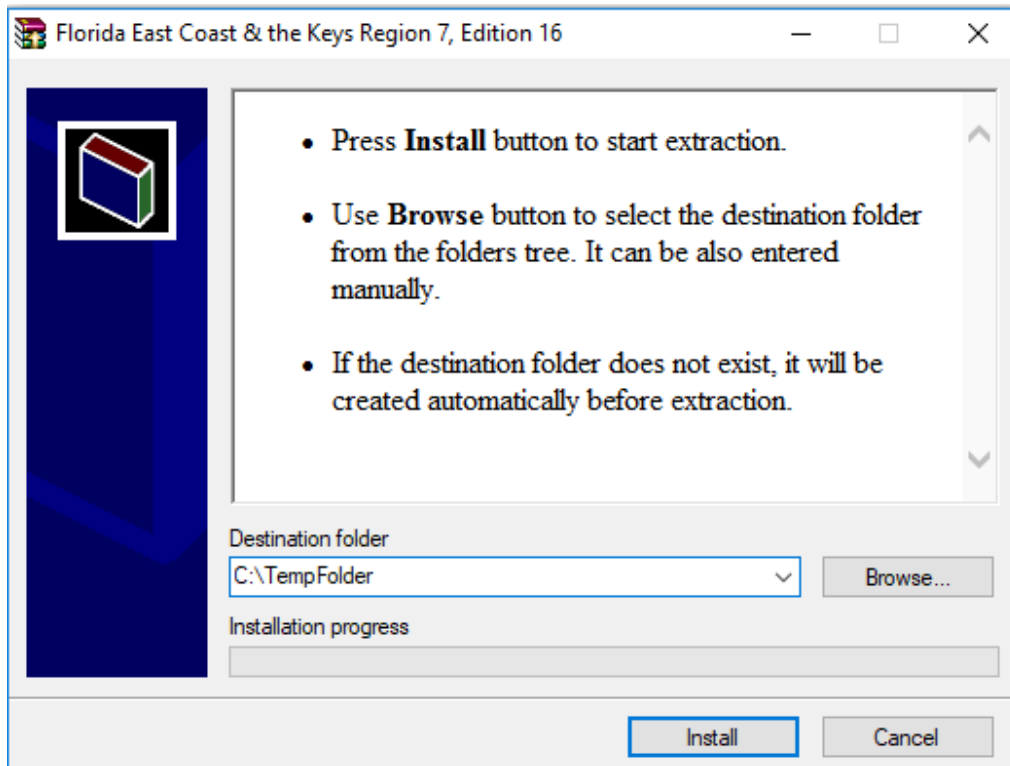 Florida East Coast & the Keys Region 7, Edition 16
• Press Install button to start extraction.
• Use Browse button to select the destination folder
from the folders tree. It can be also entered
manually.
• If the destination folder does not exist, it will be
created automatically before extraction.
Destination folder
C:\TempFolder
Browse...
Installation progress
Install
Cancel